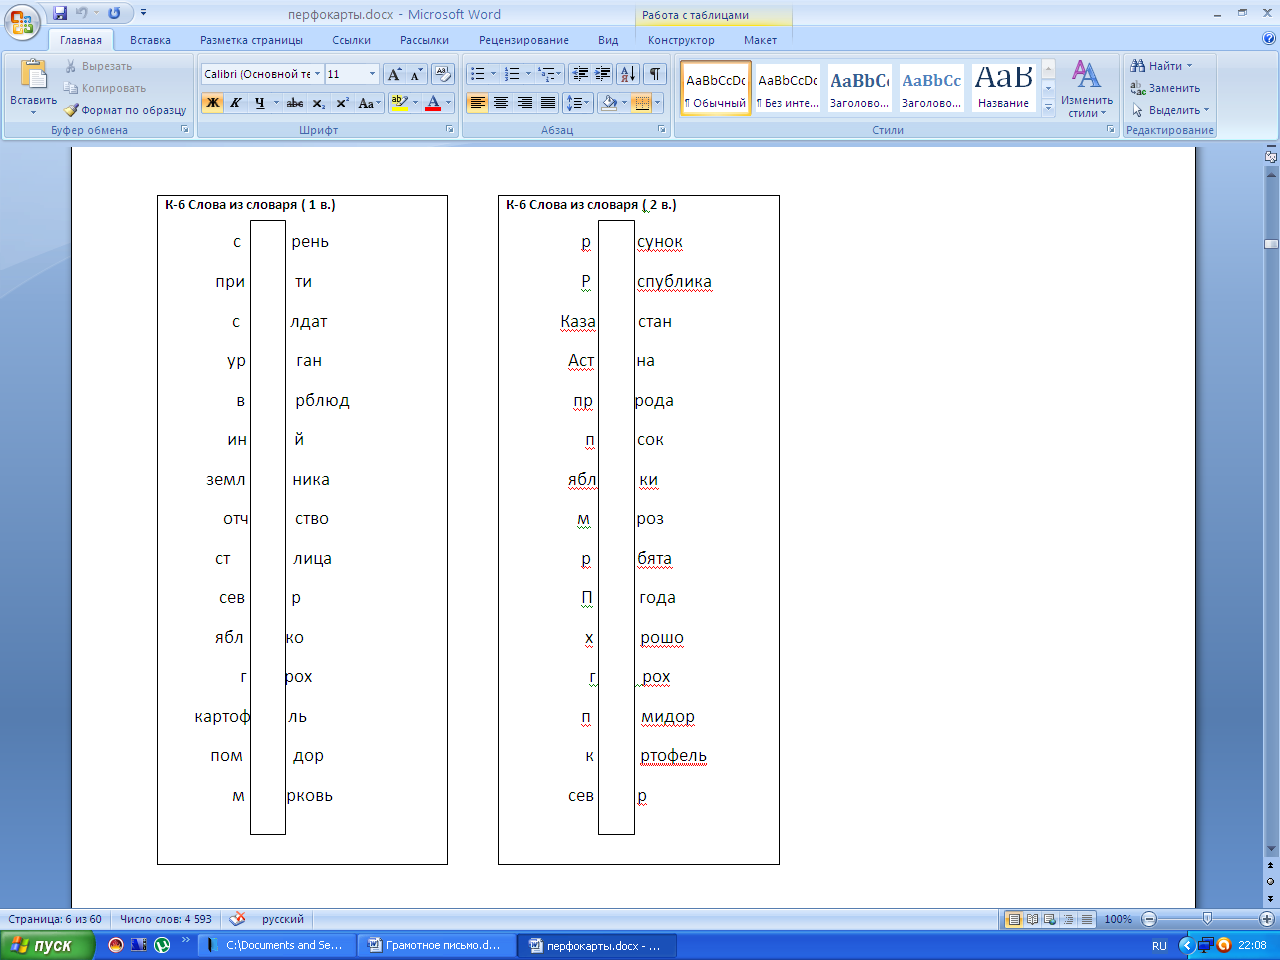 перфокарты.docx - Microsoft Word
Работа с таблицами
Главная Вставка Разметка страницы Ссылки Рассылки Рецензирование Вид Конструктор Макет
Вставить
Вырезать
Копировать
Формат по образцу
Буфер обмена
Calibri (Основной те 11
Ж К Ч abc x₂ x² Aa
Шрифт
Абзац
AaBbCcDc AaBbCcDc AaBbC AaBbCc AaB
¶ Обычный ¶ Без инте... Заголово... Заголово... Название
Изменить стили
Стили
Найти
Заменить
Выделить
Редактирование
К-6 Слова из словаря ( 1 в.)
с рень
при ти
с лдат
ур ган
в рблюд
ин й
земл ника
отч ство
ст лица
сев р
ябл ко
г рох
картоф ль
пом дор
м рковь
К-6 Слова из словаря ( 2 в.)
р сунок
Р спублика
Каза стан
Аст на
пр рода
п сок
ябл ки
м роз
р бята
П года
х рошо
г рох
п мидор
к ртофель
сев р
Страница: 6 из 60 Число слов: 4 593 русский 100%
пуск C:\Documents and Se... Грамотное письмо.d... перфокарты.docx - ... RU 22:08